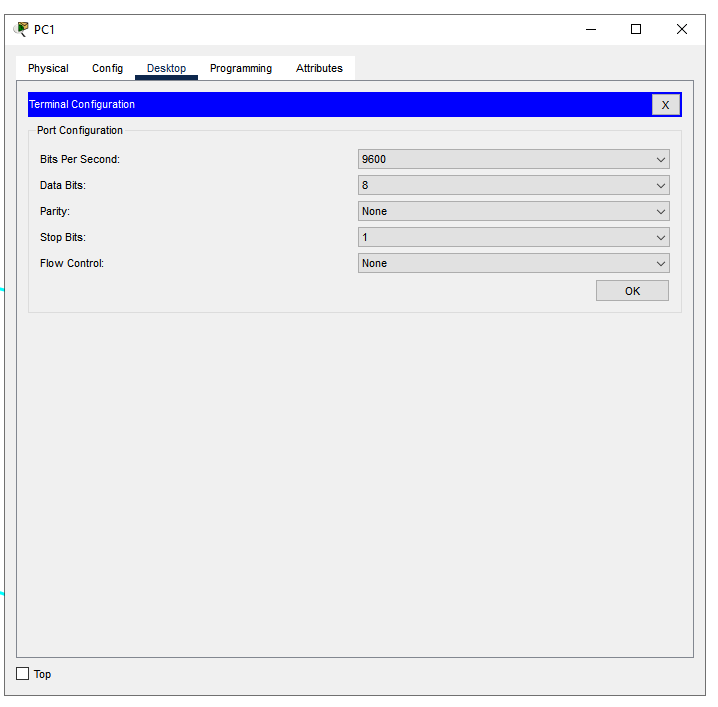 PC1
Physical Config Desktop Programming Attributes
Terminal Configuration X
Port Configuration
Bits Per Second: 9600
Data Bits: 8
Parity: None
Stop Bits: 1
Flow Control: None
OK
Top